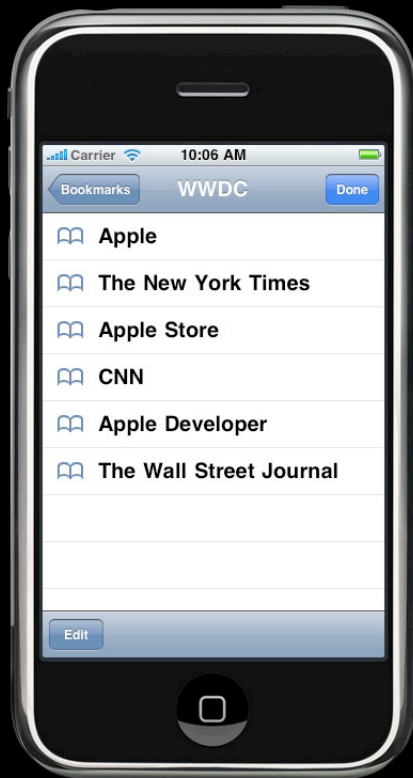 Carrier 10:06 AM
Bookmarks WWDC Done
Apple
The New York Times
Apple Store
CNN
Apple Developer
The Wall Street Journal
Edit